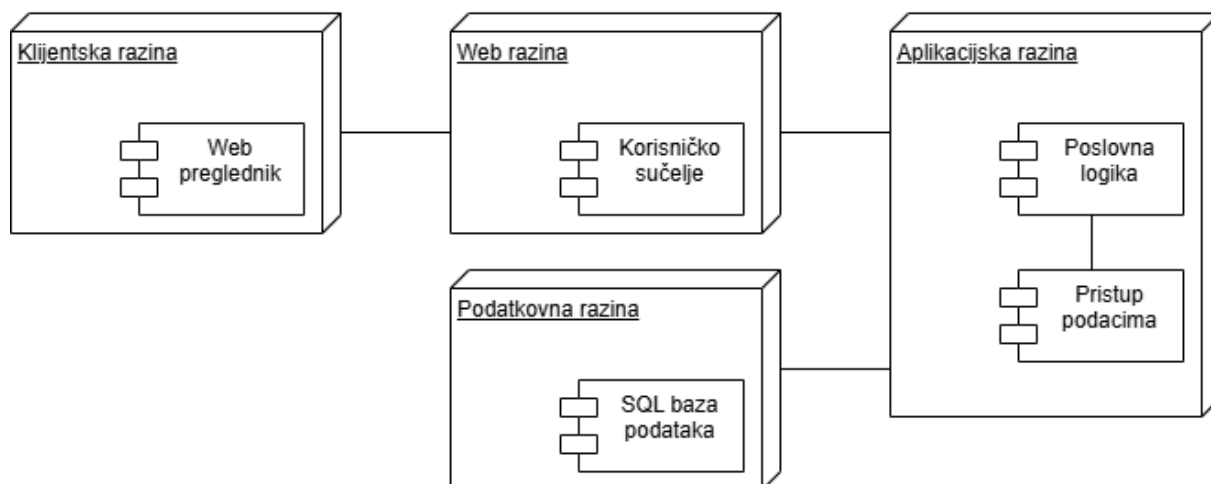 Klijentska razina
Web
preglednik
Web razina
Korisničko
sučelje
Aplikacijska razina
Poslovna
logika
Pristup
podacima
Podatkovna razina
SQL baza
podataka